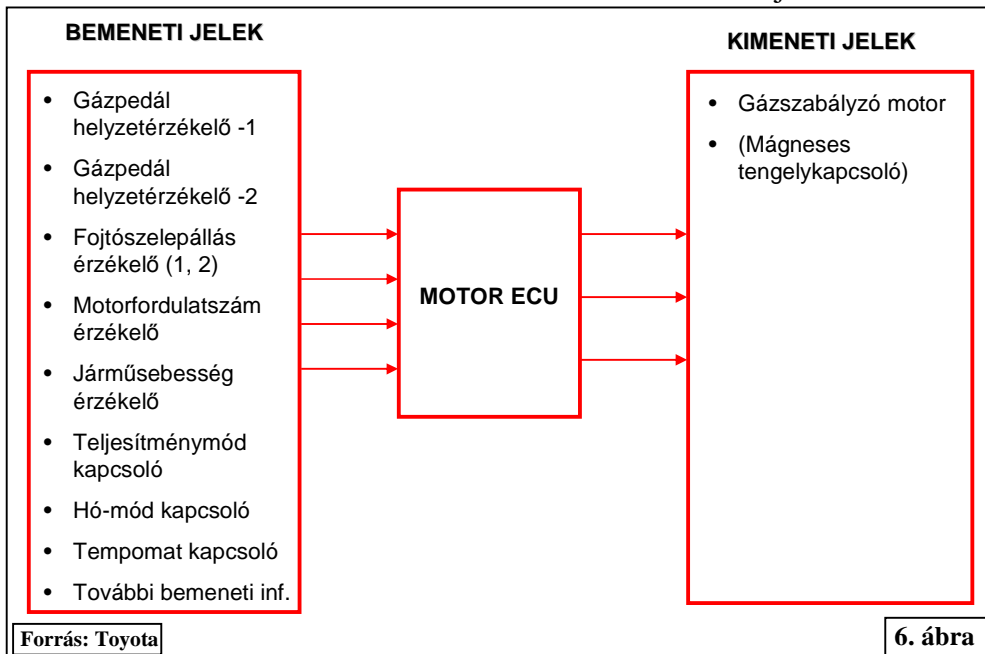 BEMENETI JELEK
• Gázpedál
helyzetérzékelő -1
• Gázpedál
helyzetérzékelő -2
• Fojtószelepállás
érzékelő (1, 2)
• Motorfordulatszám
érzékelő
• Járműsebesség
érzékelő
• Teljesítménymód
kapcsoló
• Hó-mód kapcsoló
• Tempomat kapcsoló
• További bemeneti inf.
MOTOR ECU
KIMENETI JELEK
• Gázszabályzó motor
• (Mágneses
tengelykapcsoló)
Forrás: Toyota
6. ábra